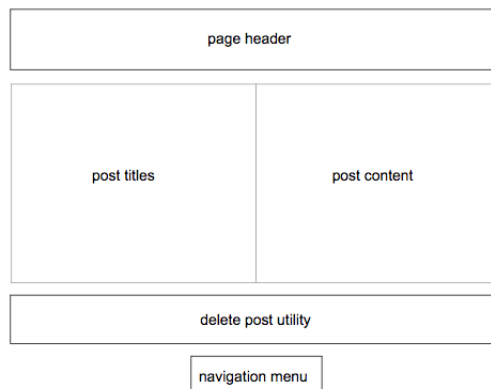 page header
post titles
post content
delete post utility
navigation menu